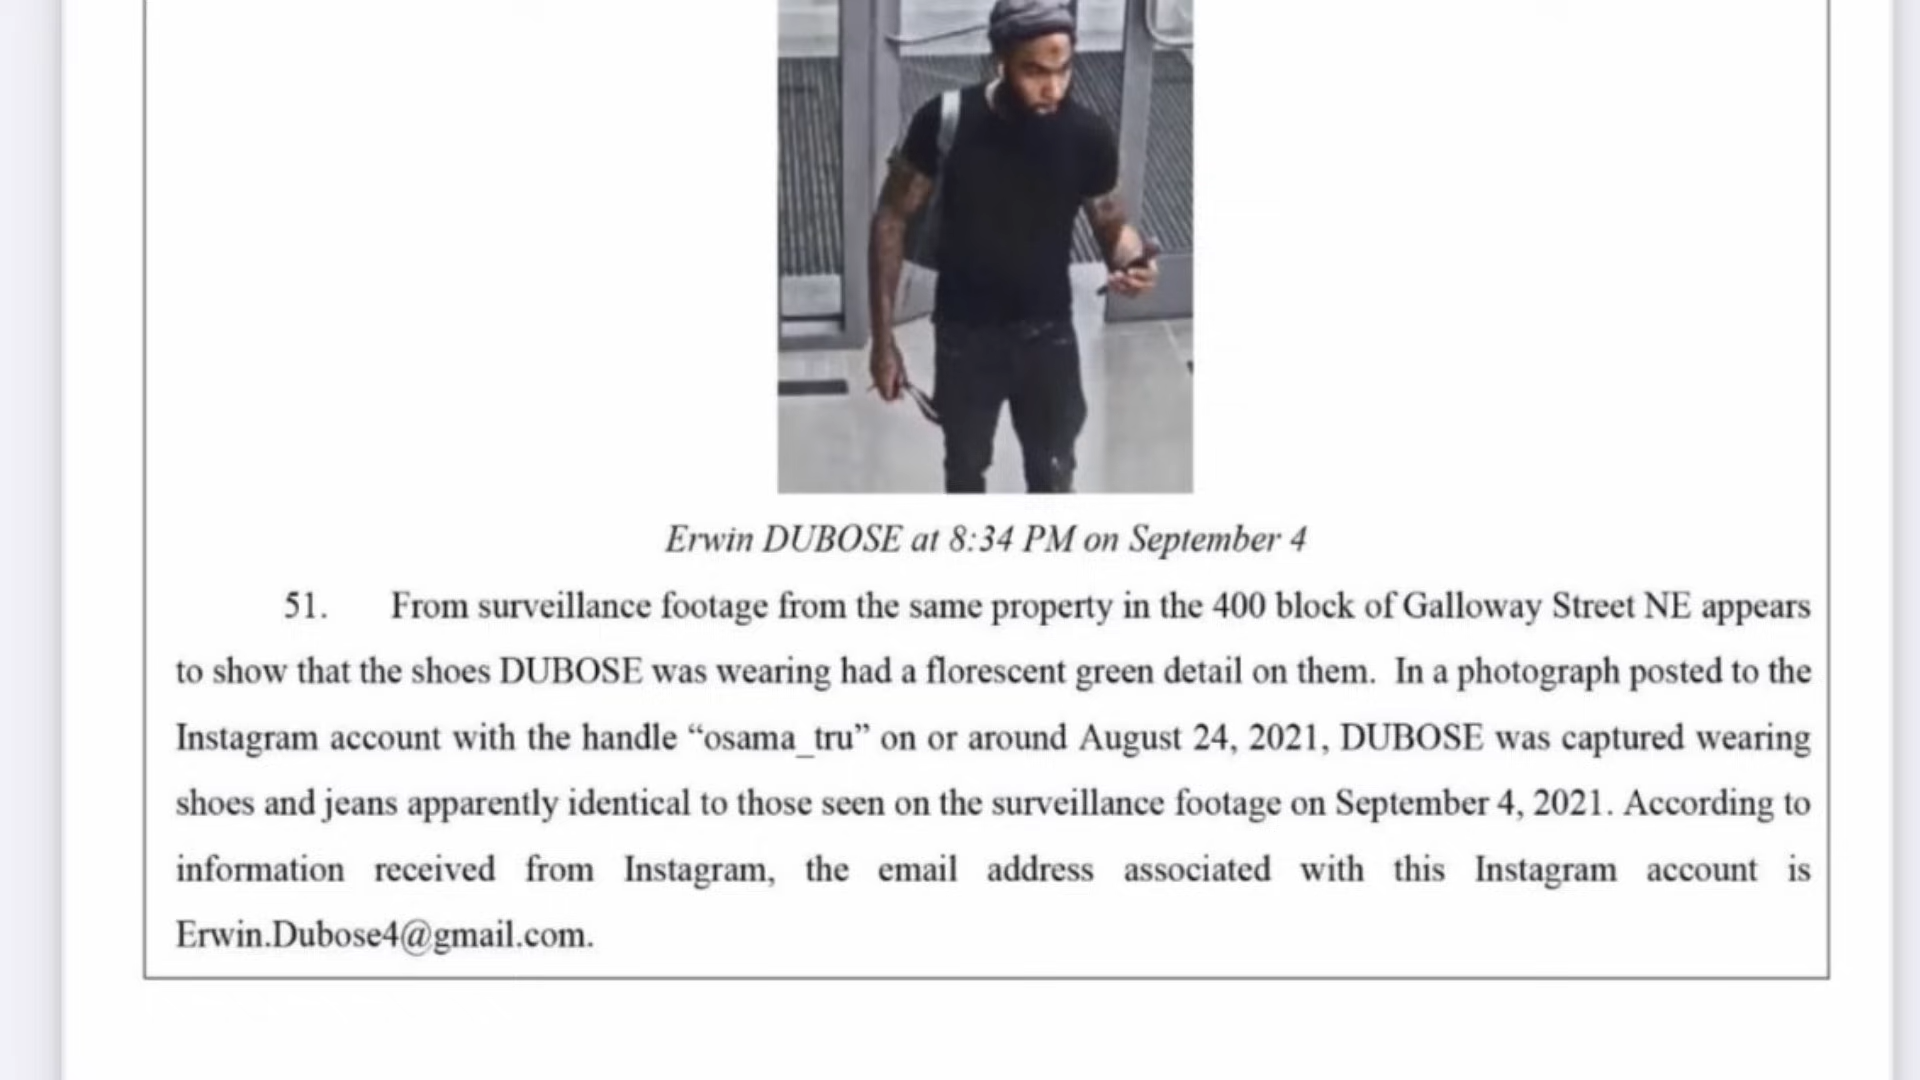 Erwin DUBOSE at 8:34 PM on September 4
51. From surveillance footage from the same property in the 400 block of Galloway Street NE appears
to show that the shoes DUBOSE was wearing had a florescent green detail on them. In a photograph posted to the
Instagram account with the handle “osama_tru” on or around August 24, 2021, DUBOSE was captured wearing
shoes and jeans apparently identical to those seen on the surveillance footage on September 4, 2021. According to
information received from Instagram, the email address associated with this Instagram account is
Erwin.Dubose4@gmail.com.